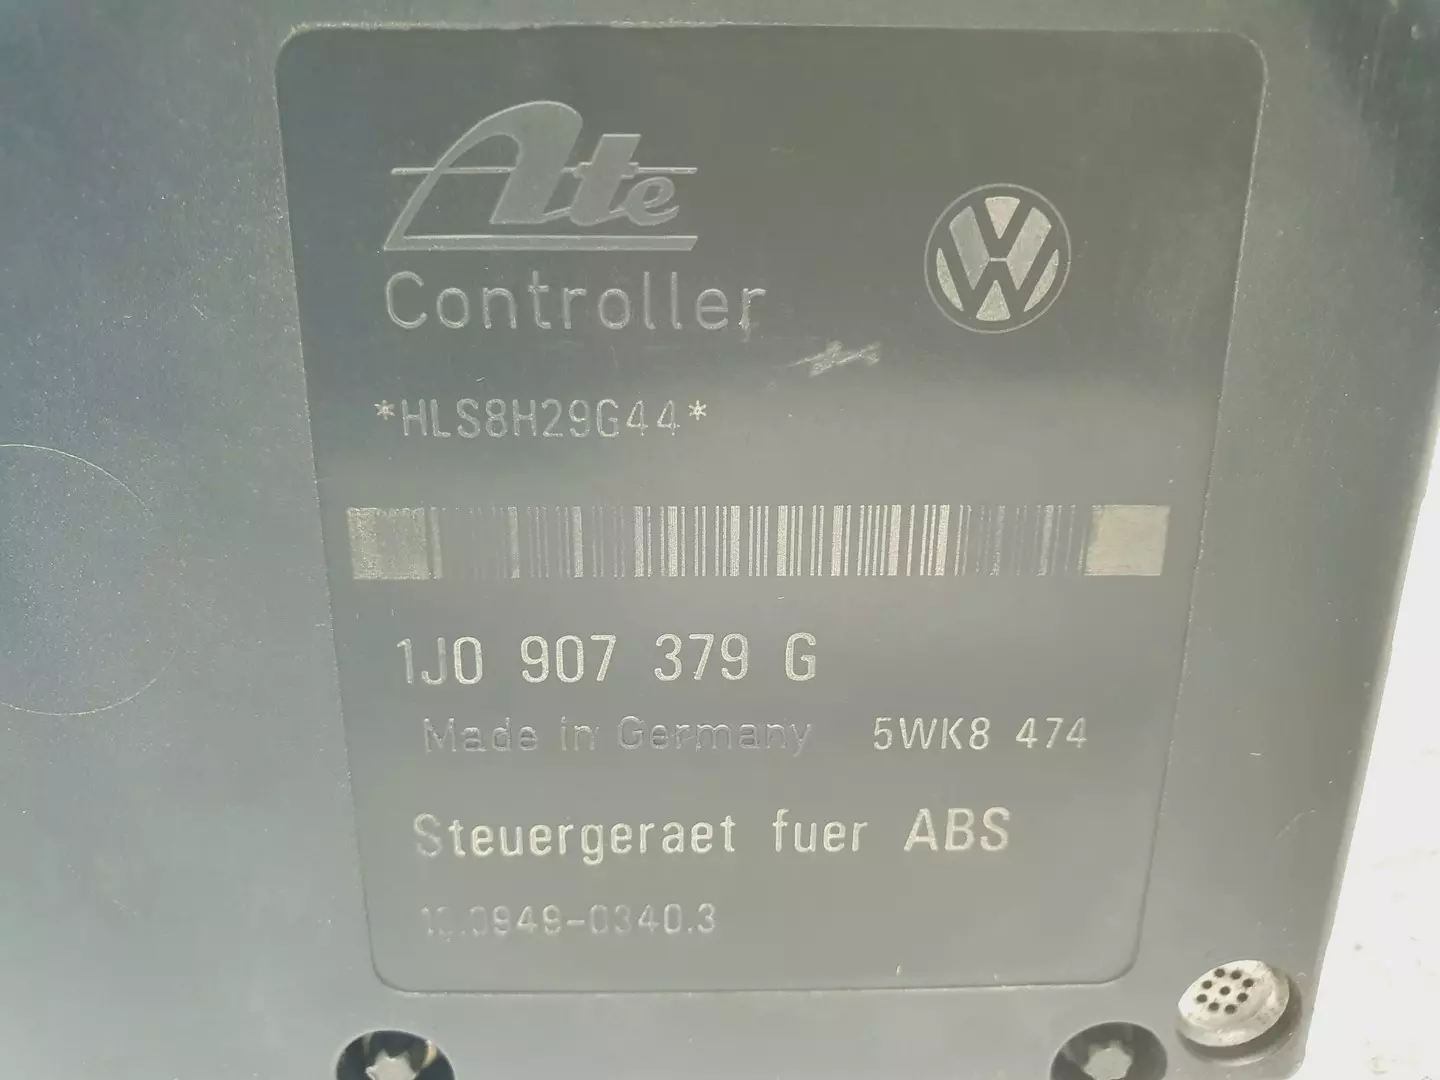 Ate
Controller
*HLS8H29G44*
1J0 907 379 G
Made in Germany 5WK8 474
Steuergeraet fuer ABS
10.0949-0340.3